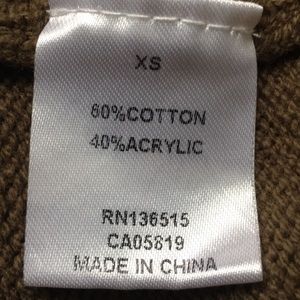 XS
60%COTTON
40%ACRYLIC
RN136515
CA05819
MADE IN CHINA